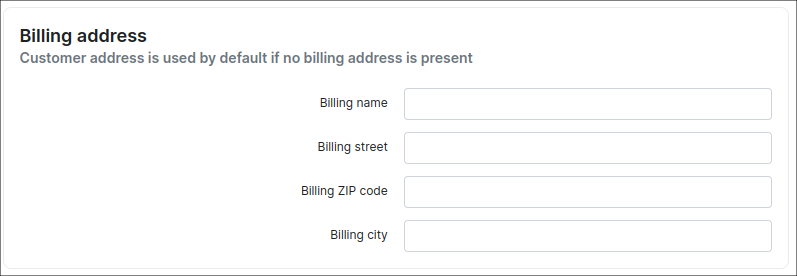 Billing address
Customer address is used by default if no billing address is present
Billing name
Billing street
Billing ZIP code
Billing city